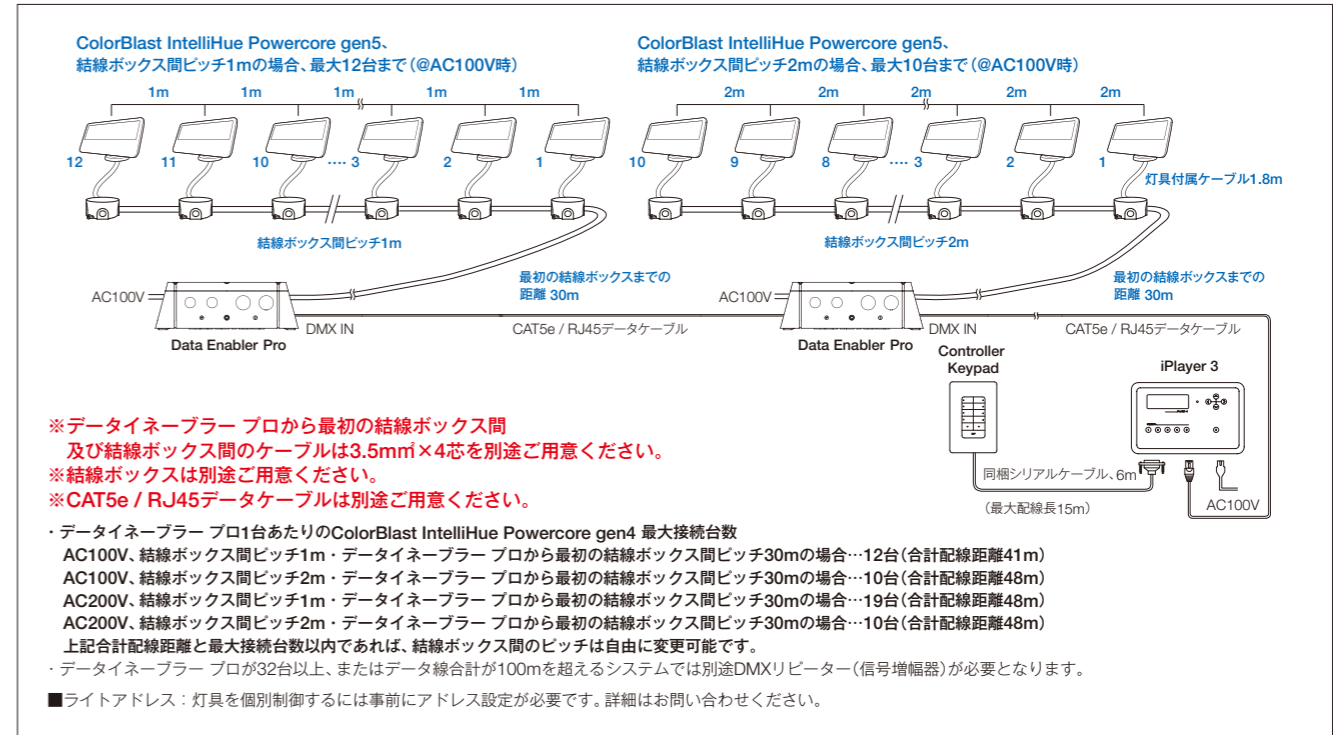 ColorBlast IntelliHue Powercore gen5、
結線ボックス間ピッチ1mの場合、最大12台まで(@AC100V時)
1m 1m 1m 1m 1m
12 11 10 ････ 3 2 1
結線ボックス間ピッチ1m
最初の結線ボックスまでの
距離 30m
AC100V
DMX IN
CAT5e / RJ45データケーブル
Data Enabler Pro
ColorBlast IntelliHue Powercore gen5、
結線ボックス間ピッチ2mの場合、最大10台まで(@AC100V時)
2m 2m 2m 2m 2m
10 9 8 ････ 3 2 1
灯具付属ケーブル1.8m
結線ボックス間ピッチ2m
最初の結線ボックスまでの
距離 30m
AC100V
DMX IN
CAT5e / RJ45データケーブル
Data Enabler Pro
Controller
Keypad
iPlayer 3
同梱シリアルケーブル、6m
(最大配線長15m)
AC100V
※データイネーブラー プロから最初の結線ボックス間
及び結線ボックス間のケーブルは3.5m㎡×4芯を別途ご用意ください。
※結線ボックスは別途ご用意ください。
※CAT5e / RJ45データケーブルは別途ご用意ください。
・データイネーブラー プロ1台あたりのColorBlast IntelliHue Powercore gen4 最大接続台数
AC100V、結線ボックス間ピッチ1m・データイネーブラー プロから最初の結線ボックス間ピッチ30mの場合…12台(合計配線距離41m)
AC100V、結線ボックス間ピッチ2m・データイネーブラー プロから最初の結線ボックス間ピッチ30mの場合…10台(合計配線距離48m)
AC200V、結線ボックス間ピッチ1m・データイネーブラー プロから最初の結線ボックス間ピッチ30mの場合…19台(合計配線距離48m)
AC200V、結線ボックス間ピッチ2m・データイネーブラー プロから最初の結線ボックス間ピッチ30mの場合…10台(合計配線距離48m)
上記合計配線距離と最大接続台数以内であれば、結線ボックス間のピッチは自由に変更可能です。
・データイネーブラー プロが32台以上、またはデータ線合計が100mを超えるシステムでは別途DMXリピーター(信号増幅器)が必要となります。
■ライトアドレス：灯具を個別制御するには事前にアドレス設定が必要です。詳細はお問い合わせください。